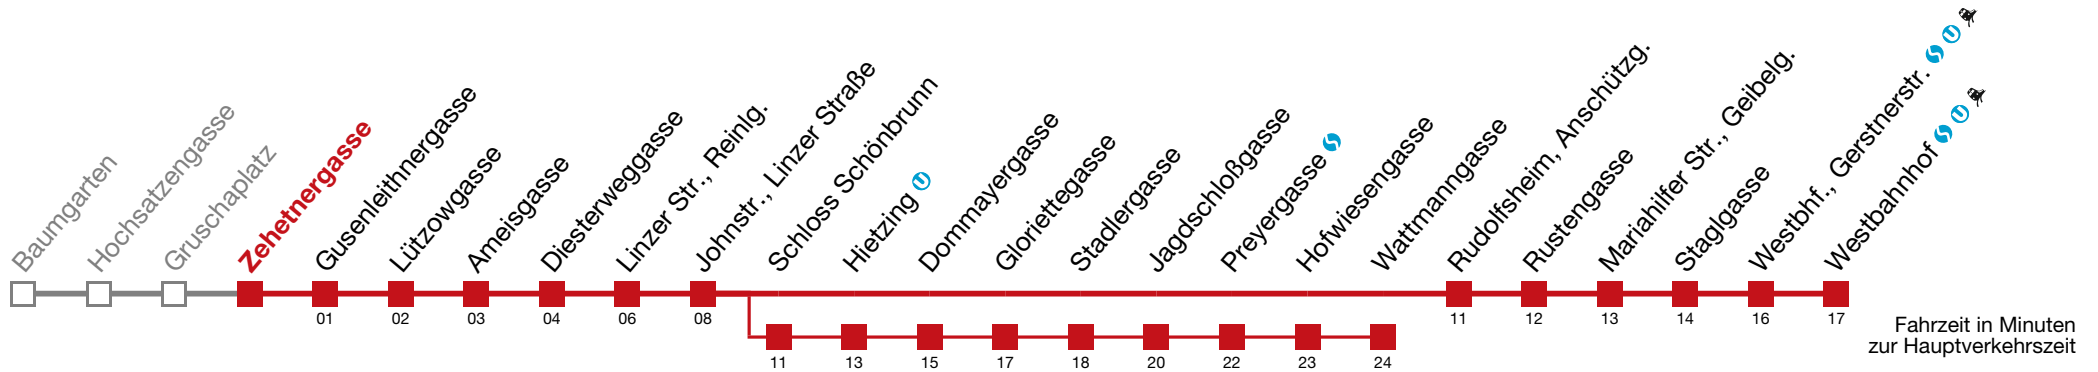 Baumgarten
Hochsatzengasse
Gruschaplatz
Zehetnergasse
Gusenleithnergasse
Lützowgasse
Ameisgasse
Diesterweggasse
Linzer Str., Reinlg.
Johnstr., Linzer Straße
Schloss Schönbrunn
Hietzing U
Dommayergasse
Gloriettegasse
Stadlergasse
Jagdschloßgasse
Preyergasse
Hofwiesengasse
Wattmanngasse
Rudolfsheim, Anschützg.
Rustengasse
Mariahilfer Str., Geibelg.
Staglgasse
Westbhf., Gerstnerstr. U
Westbahnhof U
01 02 03 04 06 08 11 12 13 14 16 17
11 13 15 17 18 20 22 23 24
Fahrzeit in Minuten
zur Hauptverkehrszeit